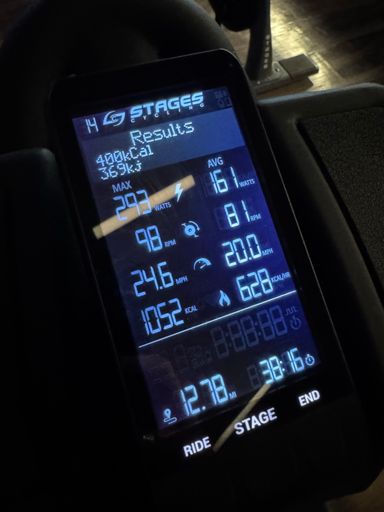 14 STAGES
CYCLING
Results
400kCal
369kJ
MAX AVG
293 WATTS 161 WATTS
98 RPM 81 RPM
24.6 MPH 20.0 MPH
1052 KCAL 628 KCAL/HR
38:16
12.78 MI
RIDE STAGE END